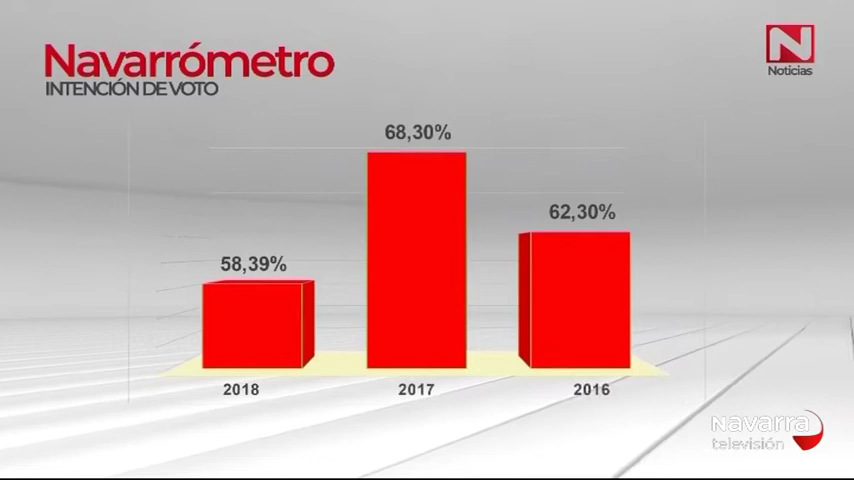 Navarrómetro
INTENCIÓN DE VOTO
N
Noticias
68,30%
62,30%
58,39%
2018
2017
2016
Navarra
televisión